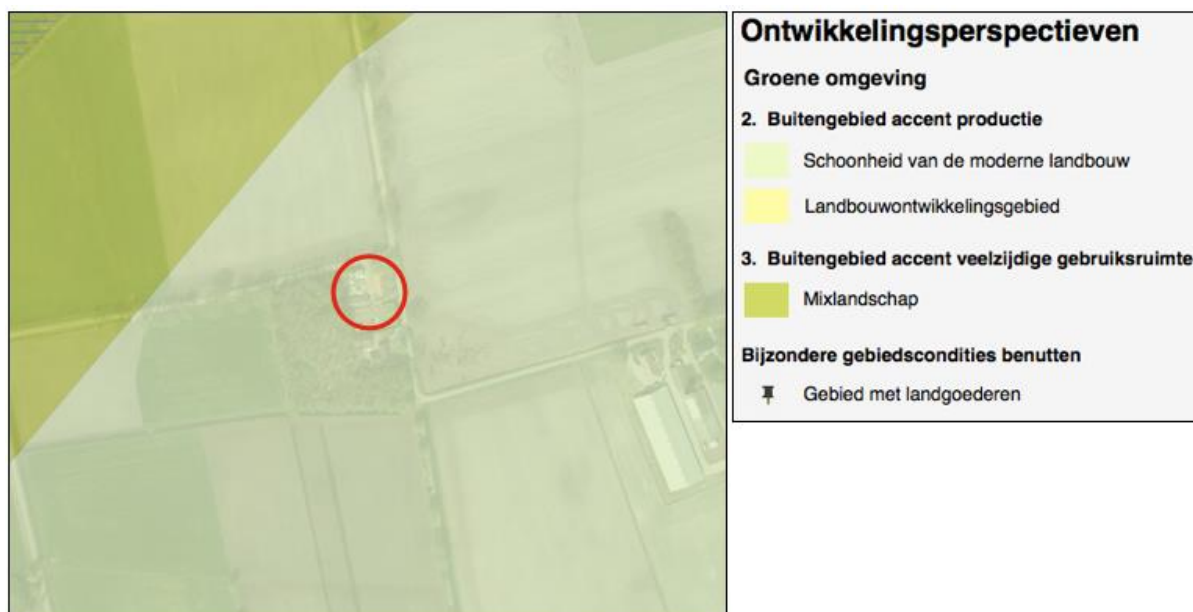 Ontwikkelingsperspectieven
Groene omgeving
2. Buitengebied accent productie
Schoonheid van de moderne landbouw
Landbouwontwikkelingsgebied
3. Buitengebied accent veelzijdige gebruiksruimte
Mixlandschap
Bijzondere gebiedscondities benutten
Gebied met landgoederen